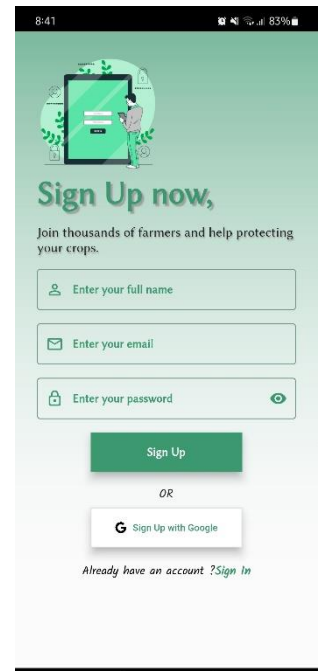 8:41
83%
Sign Up now,
Join thousands of farmers and help protecting
your crops.
Enter your full name
Enter your email
Enter your password
Sign Up
OR
G Sign Up with Google
Already have an account ?Sign In